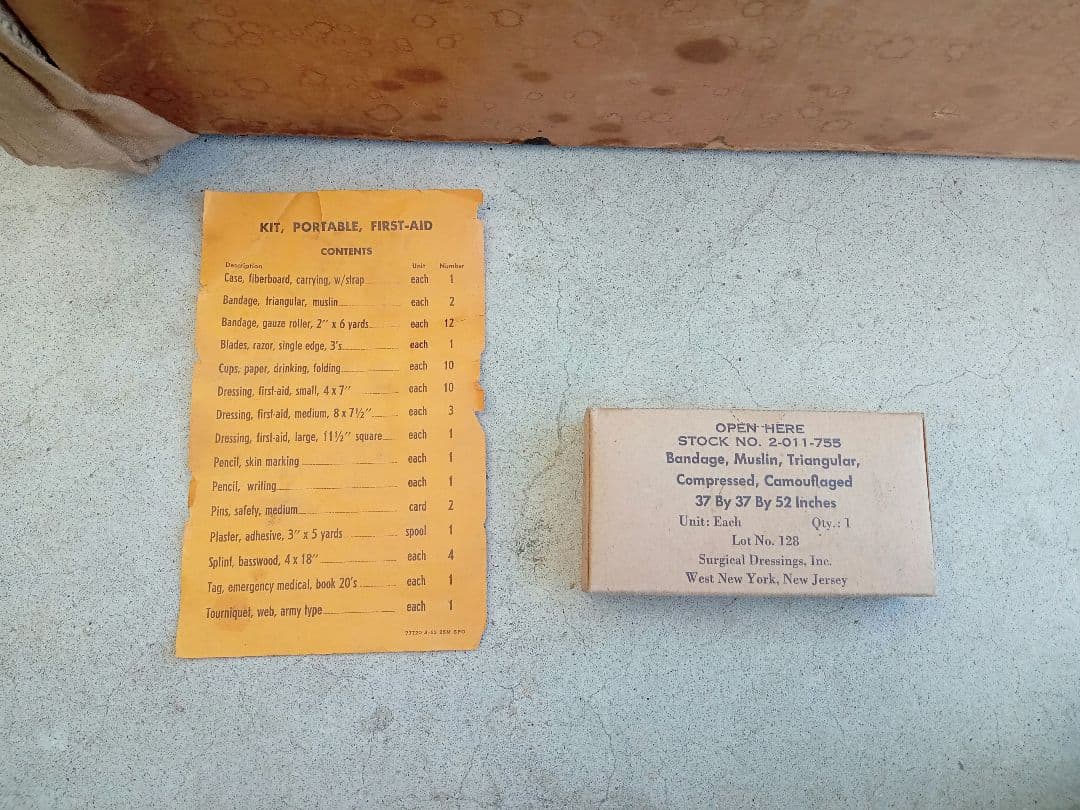 KIT, PORTABLE, FIRST-AID
CONTENTS
Description Unit Number
Case, fiberboard, carrying, w/strap each 1
Bandage, triangular, muslin each 2
Bandage, gauze roller, 2" x 6 yards each 12
Blades, razor, single edge, 3's each 1
Cups, paper, drinking, folding each 10
Dressing, first-aid, small, 4 x 7" each 10
Dressing, first-aid, medium, 8 x 7½" each 3
Dressing, first-aid, large, 11½" square each 1
Pencil, skin marking each 1
Pencil, writing each 1
Pins, safety, medium card 2
Plaster, adhesive, 3" x 5 yards spool 1
Splint, basswood, 4 x 18" each 4
Tag, emergency medical, book 20's each 1
Tourniquet, web, army type each 1
GPO
OPEN HERE
STOCK NO. 2-011-755
Bandage, Muslin, Triangular,
Compressed, Camouflaged
37 By 37 By 52 Inches
Unit: Each Qty.: 1
Lot No. 128
Surgical Dressings, Inc.
West New York, New Jersey